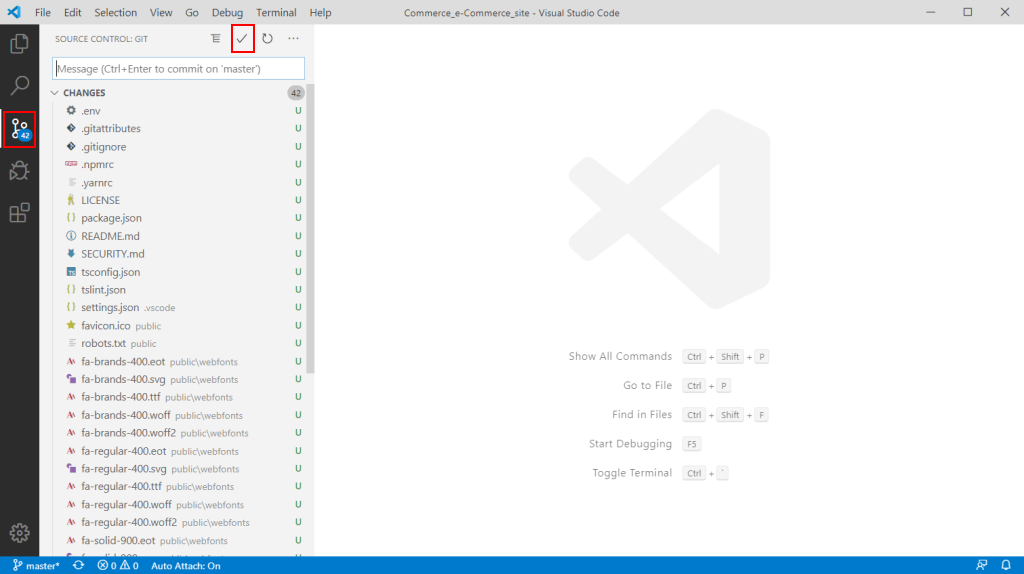 File Edit Selection View Go Debug Terminal Help Commerce_e-Commerce_site - Visual Studio Code
SOURCE CONTROL: GIT
Message (Ctrl+Enter to commit on 'master')
CHANGES 42
.env U
.gitattributes U
42
.gitignore U
.npmrc U
.yarnrc U
LICENSE U
package.json U
README.md U
SECURITY.md U
tsconfig.json U
tslint.json U
settings.json .vscode U
favicon.ico public U
robots.txt public U
fa-brands-400.eot public\webfonts U
fa-brands-400.svg public\webfonts U
fa-brands-400.ttf public\webfonts U
fa-brands-400.woff public\webfonts U
fa-brands-400.woff2 public\webfonts U
fa-regular-400.eot public\webfonts U
fa-regular-400.svg public\webfonts U
fa-regular-400.ttf public\webfonts U
fa-regular-400.woff public\webfonts U
fa-regular-400.woff2 public\webfonts U
fa-solid-900.eot public\webfonts U
Show All Commands Ctrl + Shift + P
Go to File Ctrl + P
Find in Files Ctrl + Shift + F
Start Debugging F5
Toggle Terminal Ctrl + `
master* 0 0 Auto Attach: On